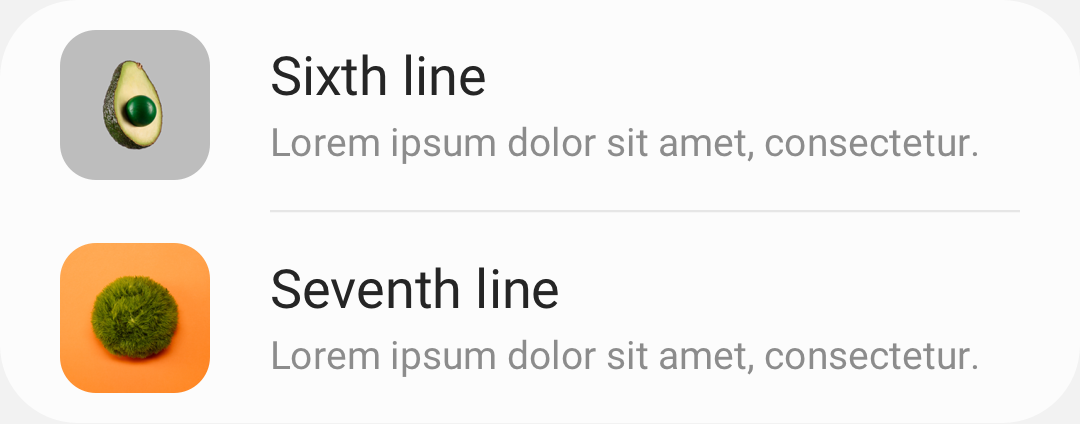 Sixth line
Lorem ipsum dolor sit amet, consectetur.
Seventh line
Lorem ipsum dolor sit amet, consectetur.